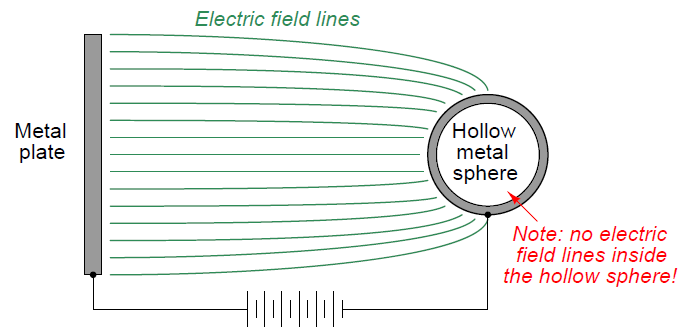 Electric field lines
Metal
plate
Hollow
metal
sphere
Note: no electric
field lines inside
the hollow sphere!